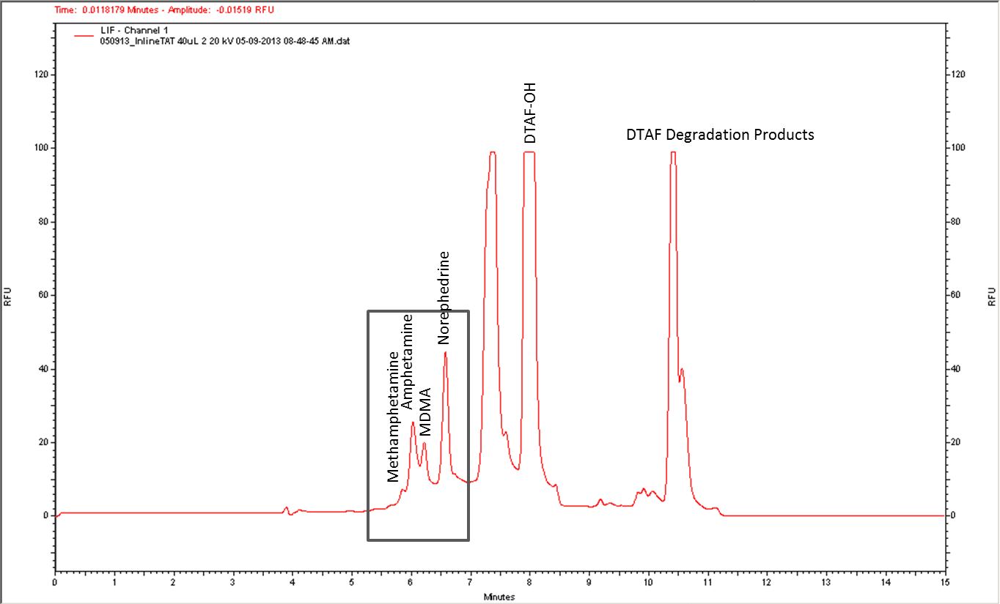 Time: 0.0118179 Minutes - Amplitude: -0.01519 RFU
LIF - Channel 1
050913_InlineTAT 40uL 2 20 kV 05-09-2013 08-48-45 AM.dat
120
100
80
60
40
20
0
RFU
Methamphetamine
Amphetamine
MDMA
Norephedrine
DTAF-OH
DTAF Degradation Products
120
100
80
60
40
20
0
RFU
0 1 2 3 4 5 6 7 8 9 10 11 12 13 14 15
Minutes